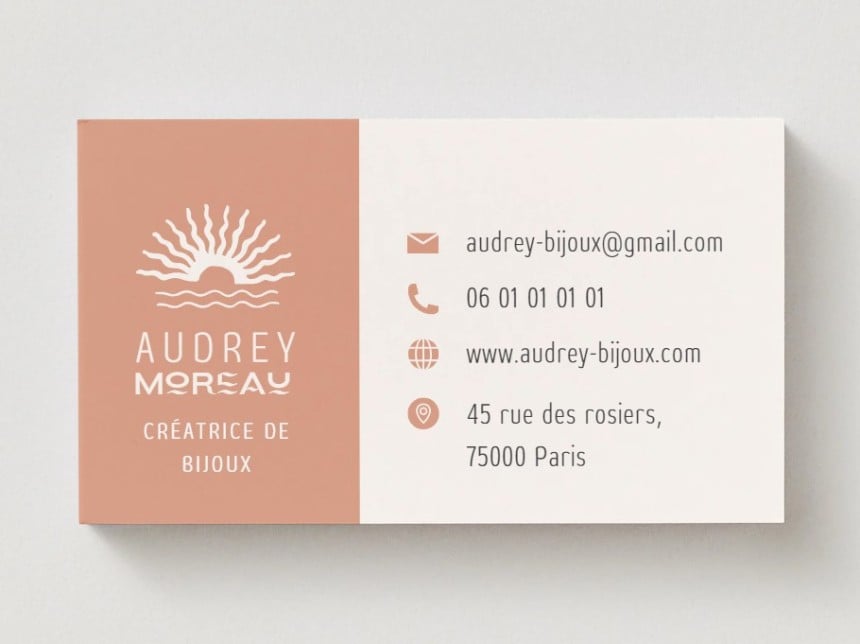 AUDREY
MOREAU
CRÉATRICE DE
BIJOUX
audrey-bijoux@gmail.com
06 01 01 01 01
www.audrey-bijoux.com
45 rue des rosiers,
75000 Paris